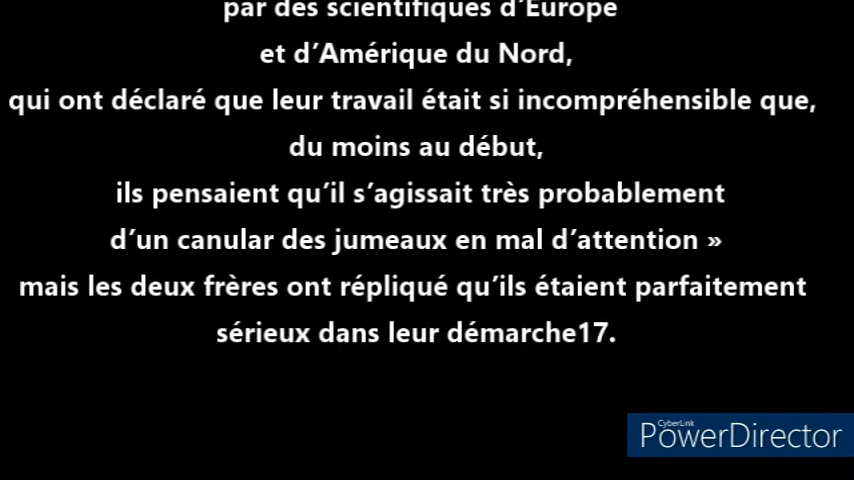 par des scientifiques d’Europe
et d’Amérique du Nord,
qui ont déclaré que leur travail était si incompréhensible que,
du moins au début,
ils pensaient qu’il s’agissait très probablement
d’un canular des jumeaux en mal d’attention »
mais les deux frères ont répliqué qu’ils étaient parfaitement
sérieux dans leur démarche17.
CyberLink
PowerDirector